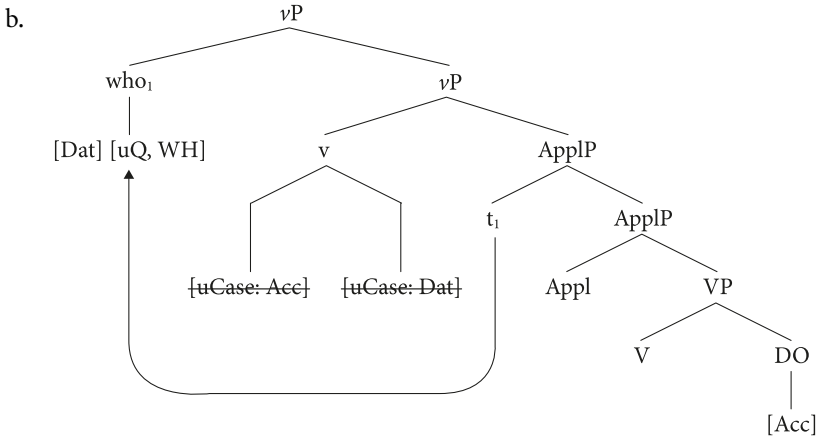 b. vP
who₁ vP
[Dat] [uQ, WH] v ApplP
t₁ ApplP
[uCase: Acc] [uCase: Dat] Appl VP
V DO
[Acc]